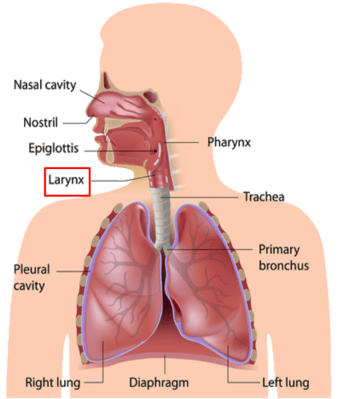 Nasal cavity
Nostril
Epiglottis
Pharynx
Larynx
Trachea
Primary
bronchus
Pleural
cavity
Right lung
Diaphragm
Left lung